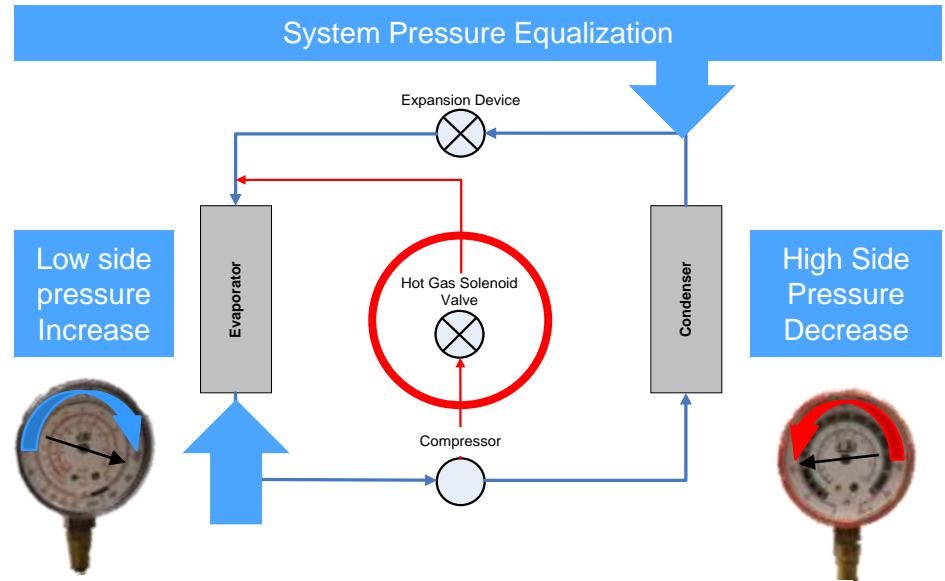 System Pressure Equalization
Expansion Device
Low side
pressure
Increase
Evaporator
Hot Gas Solenoid
Valve
Condenser
High Side
Pressure
Decrease
Compressor